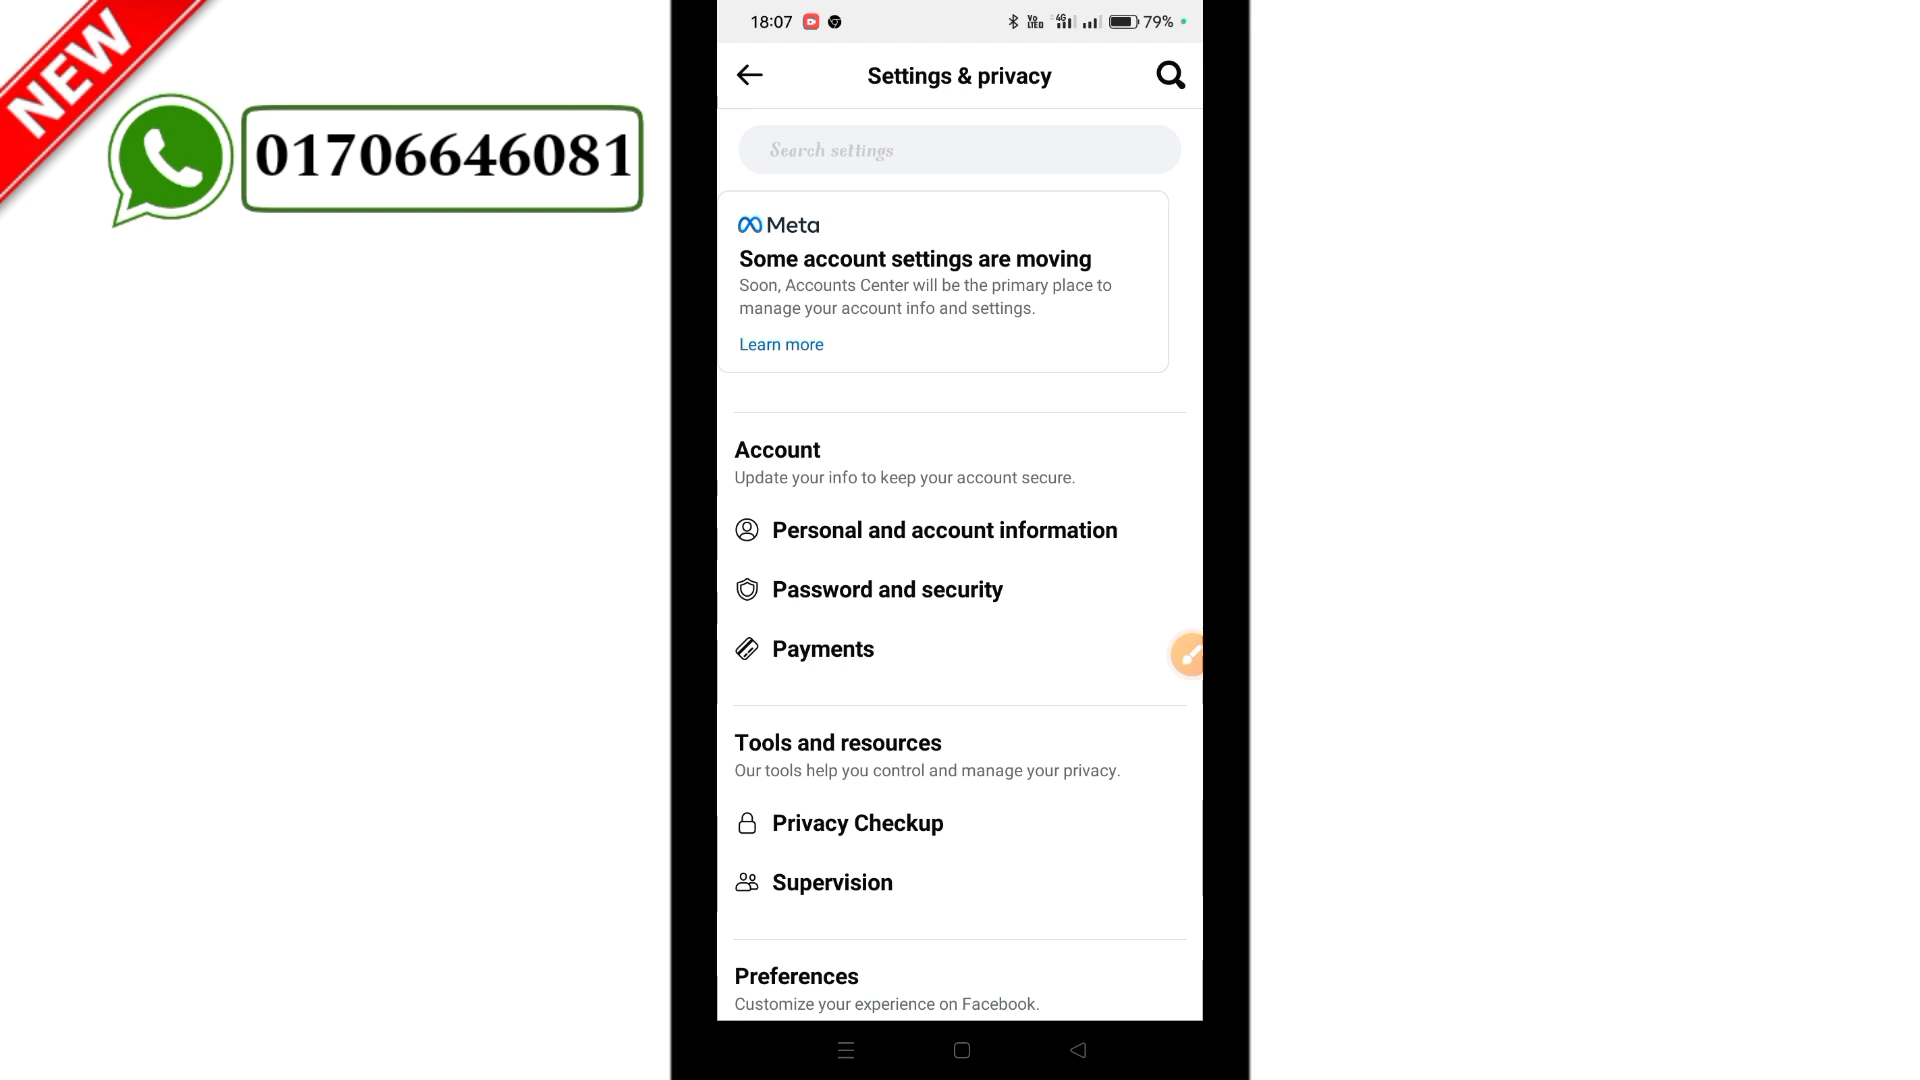 NEW
01706646081
18:07
Vo LTED 4G 79%
Settings & privacy
Search settings
Meta
Some account settings are moving
Soon, Accounts Center will be the primary place to
manage your account info and settings.
Learn more
Account
Update your info to keep your account secure.
Personal and account information
Password and security
Payments
Tools and resources
Our tools help you control and manage your privacy.
Privacy Checkup
Supervision
Preferences
Customize your experience on Facebook.